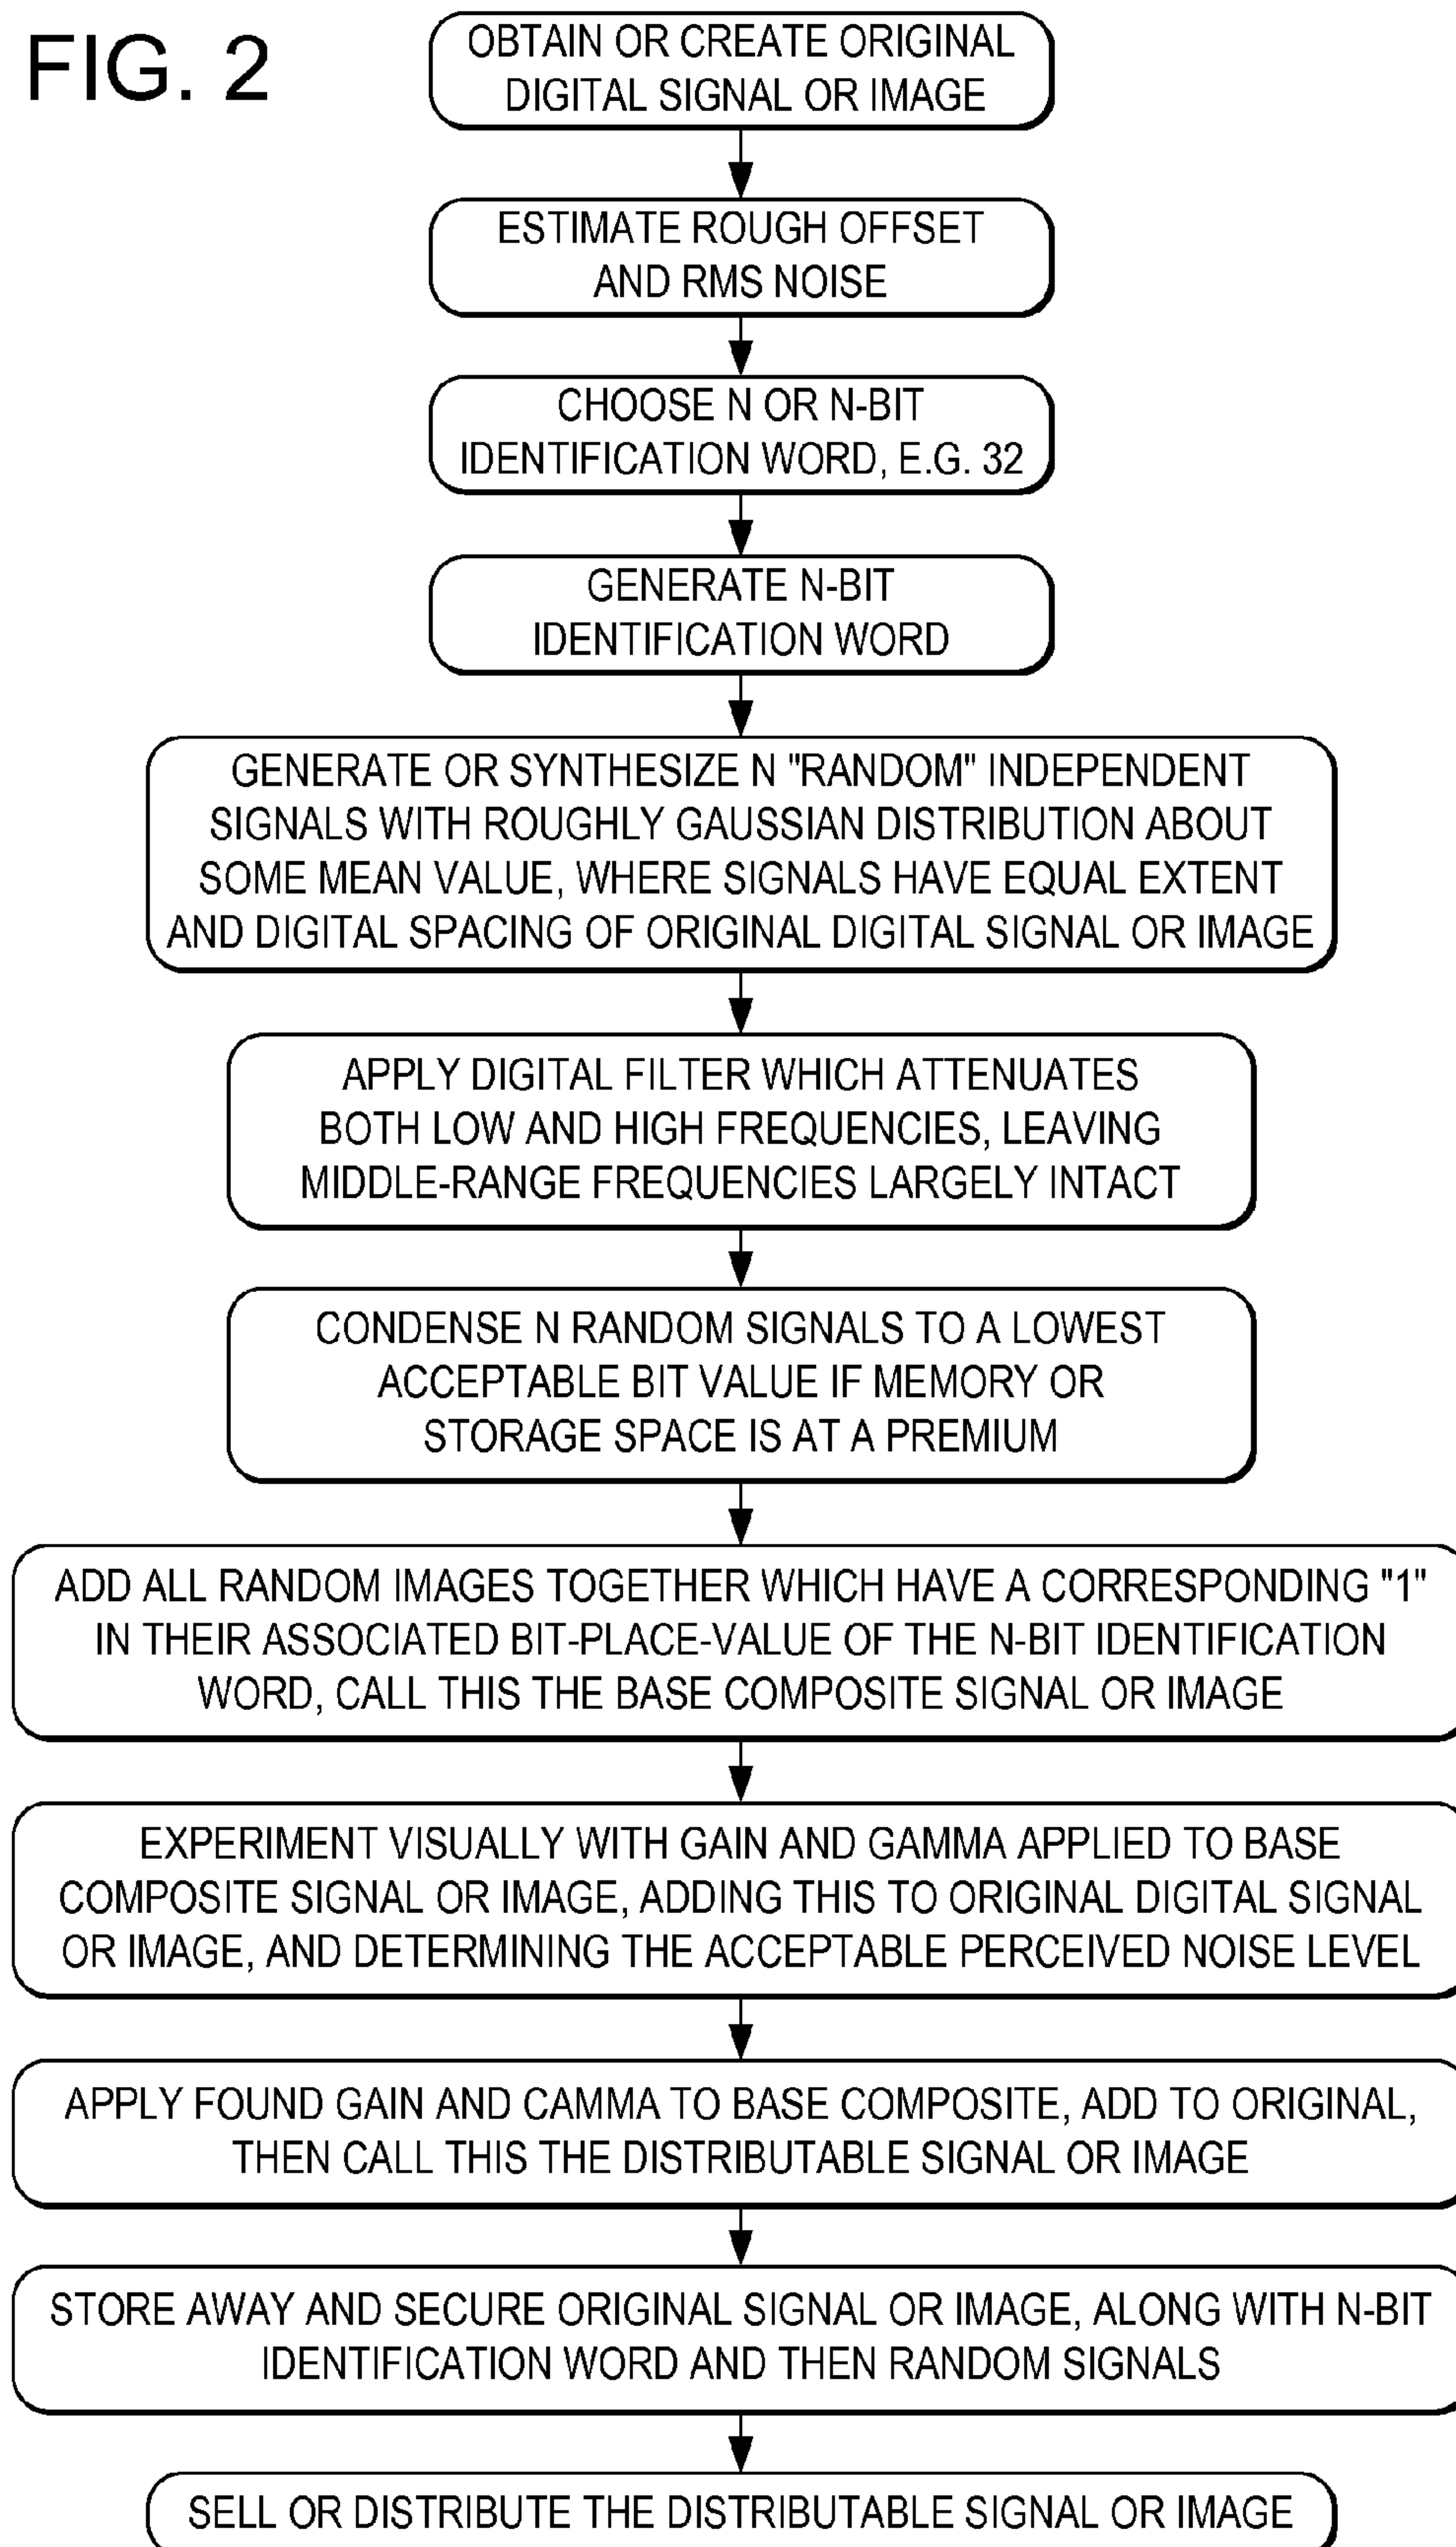 FIG. 2
OBTAIN OR CREATE ORIGINAL
DIGITAL SIGNAL OR IMAGE
ESTIMATE ROUGH OFFSET
AND RMS NOISE
CHOOSE N OR N-BIT
IDENTIFICATION WORD, E.G. 32
GENERATE N-BIT
IDENTIFICATION WORD
GENERATE OR SYNTHESIZE N "RANDOM" INDEPENDENT
SIGNALS WITH ROUGHLY GAUSSIAN DISTRIBUTION ABOUT
SOME MEAN VALUE, WHERE SIGNALS HAVE EQUAL EXTENT
AND DIGITAL SPACING OF ORIGINAL DIGITAL SIGNAL OR IMAGE
APPLY DIGITAL FILTER WHICH ATTENUATES
BOTH LOW AND HIGH FREQUENCIES, LEAVING
MIDDLE-RANGE FREQUENCIES LARGELY INTACT
CONDENSE N RANDOM SIGNALS TO A LOWEST
ACCEPTABLE BIT VALUE IF MEMORY OR
STORAGE SPACE IS AT A PREMIUM
ADD ALL RANDOM IMAGES TOGETHER WHICH HAVE A CORRESPONDING "1"
IN THEIR ASSOCIATED BIT-PLACE-VALUE OF THE N-BIT IDENTIFICATION
WORD, CALL THIS THE BASE COMPOSITE SIGNAL OR IMAGE
EXPERIMENT VISUALLY WITH GAIN AND GAMMA APPLIED TO BASE
COMPOSITE SIGNAL OR IMAGE, ADDING THIS TO ORIGINAL DIGITAL SIGNAL
OR IMAGE, AND DETERMINING THE ACCEPTABLE PERCEIVED NOISE LEVEL
APPLY FOUND GAIN AND CAMMA TO BASE COMPOSITE, ADD TO ORIGINAL,
THEN CALL THIS THE DISTRIBUTABLE SIGNAL OR IMAGE
STORE AWAY AND SECURE ORIGINAL SIGNAL OR IMAGE, ALONG WITH N-BIT
IDENTIFICATION WORD AND THEN RANDOM SIGNALS
SELL OR DISTRIBUTE THE DISTRIBUTABLE SIGNAL OR IMAGE